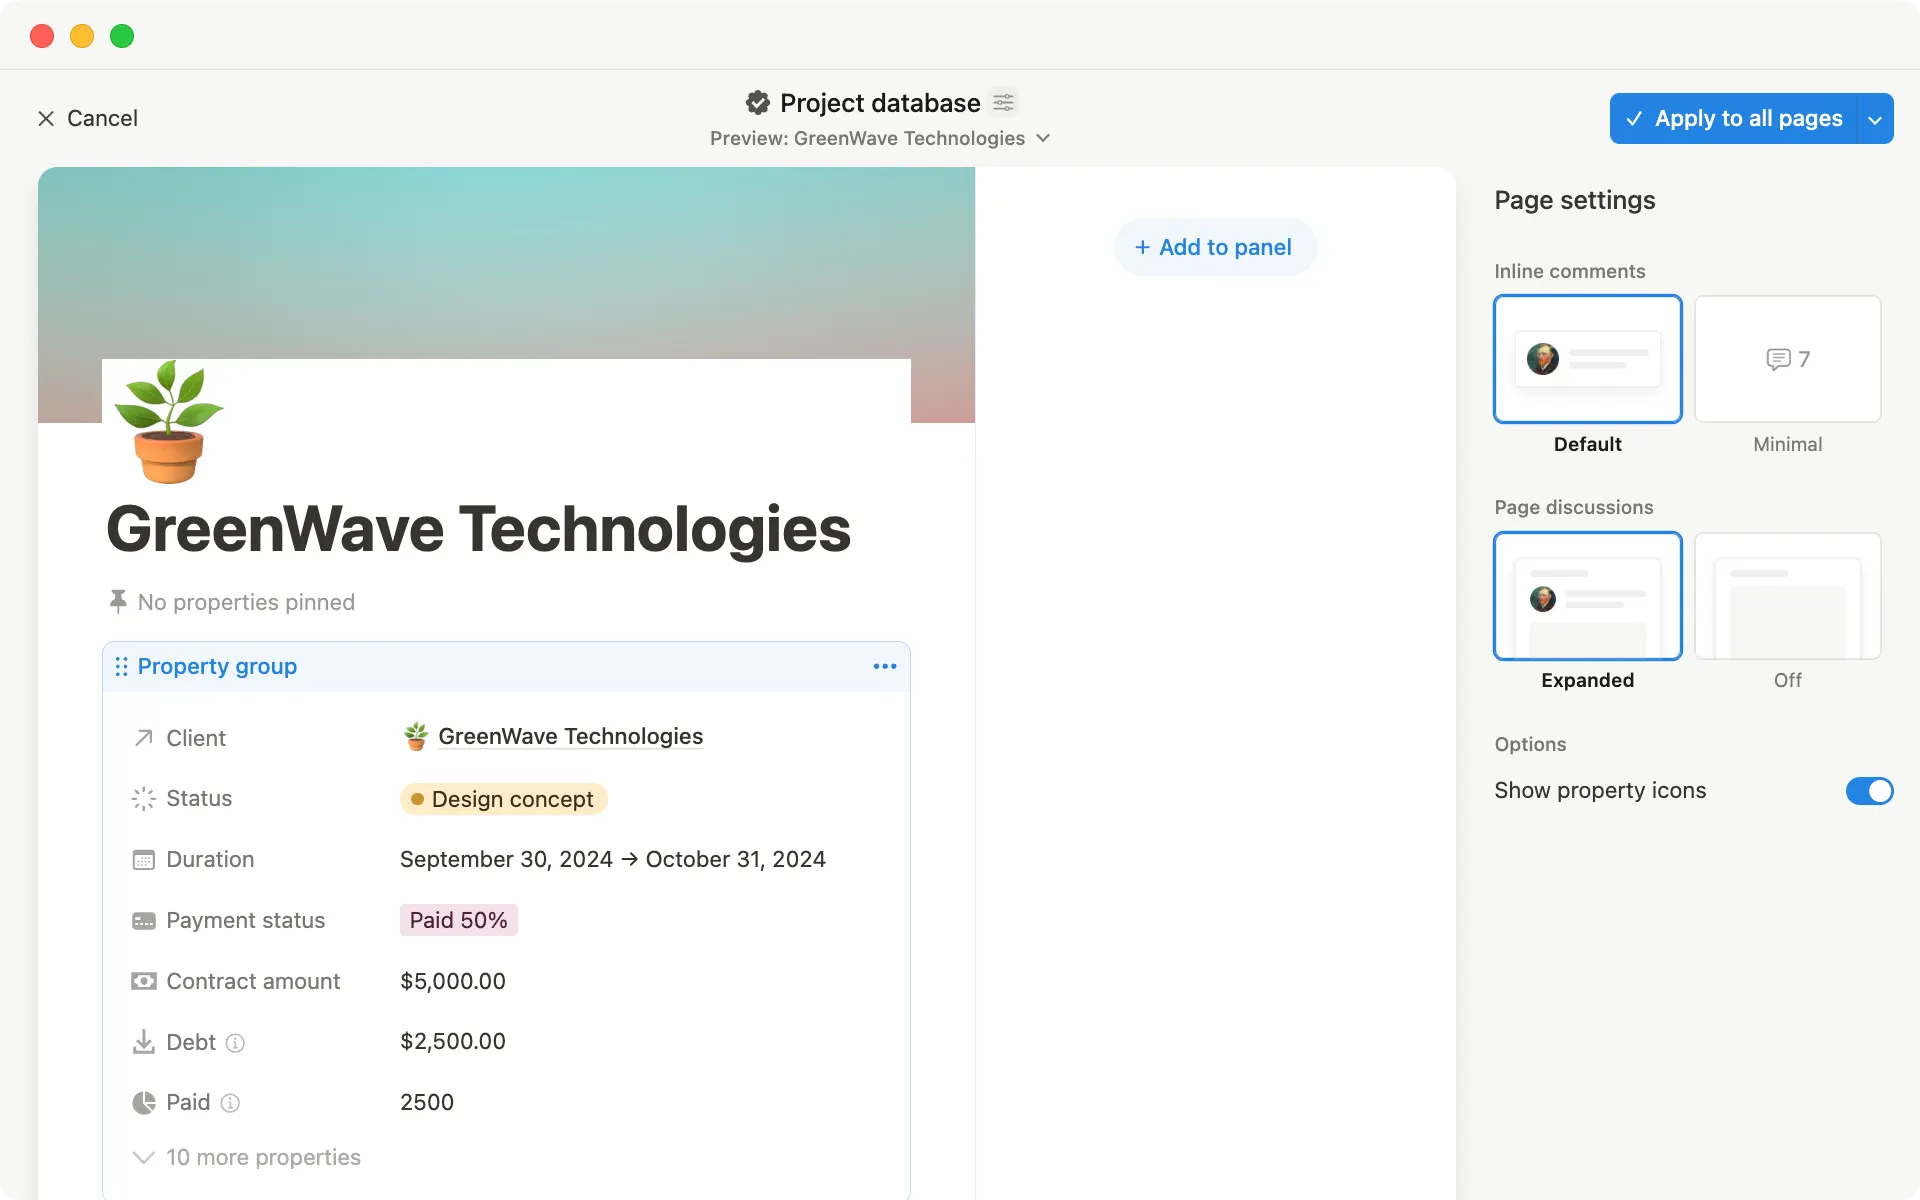 Cancel
Project database
Preview: GreenWave Technologies
Apply to all pages
GreenWave Technologies
No properties pinned
Property group
Client
GreenWave Technologies
Status
Design concept
Duration
September 30, 2024 → October 31, 2024
Payment status
Paid 50%
Contract amount
$5,000.00
Debt
$2,500.00
Paid
2500
10 more properties
+ Add to panel
Page settings
Inline comments
7
Default
Minimal
Page discussions
Expanded
Off
Options
Show property icons